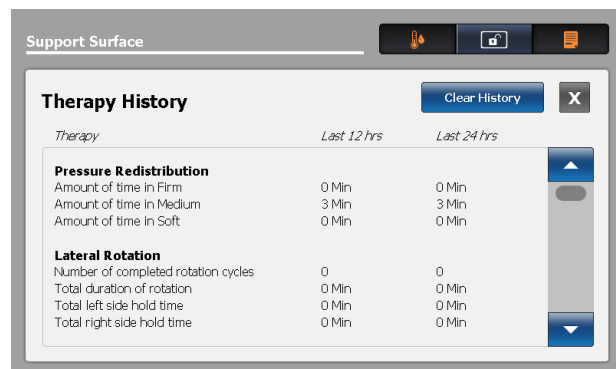 Support Surface
Therapy History
Clear History
X
Therapy Last 12 hrs Last 24 hrs
Pressure Redistribution
Amount of time in Firm 0 Min 0 Min
Amount of time in Medium 3 Min 3 Min
Amount of time in Soft 0 Min 0 Min
Lateral Rotation
Number of completed rotation cycles 0 0
Total duration of rotation 0 Min 0 Min
Total left side hold time 0 Min 0 Min
Total right side hold time 0 Min 0 Min